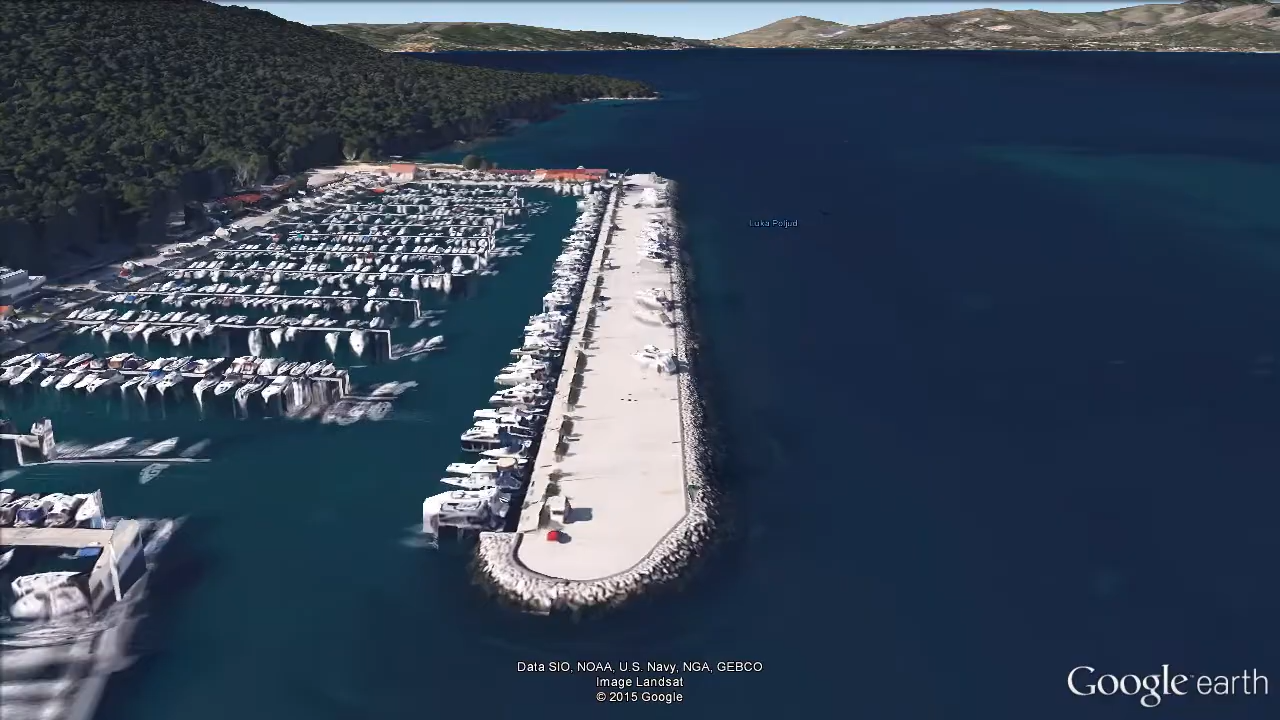 Luka Poljud
Data SIO, NOAA, U.S. Navy, NGA, GEBCO
Image Landsat
© 2015 Google
Google earth